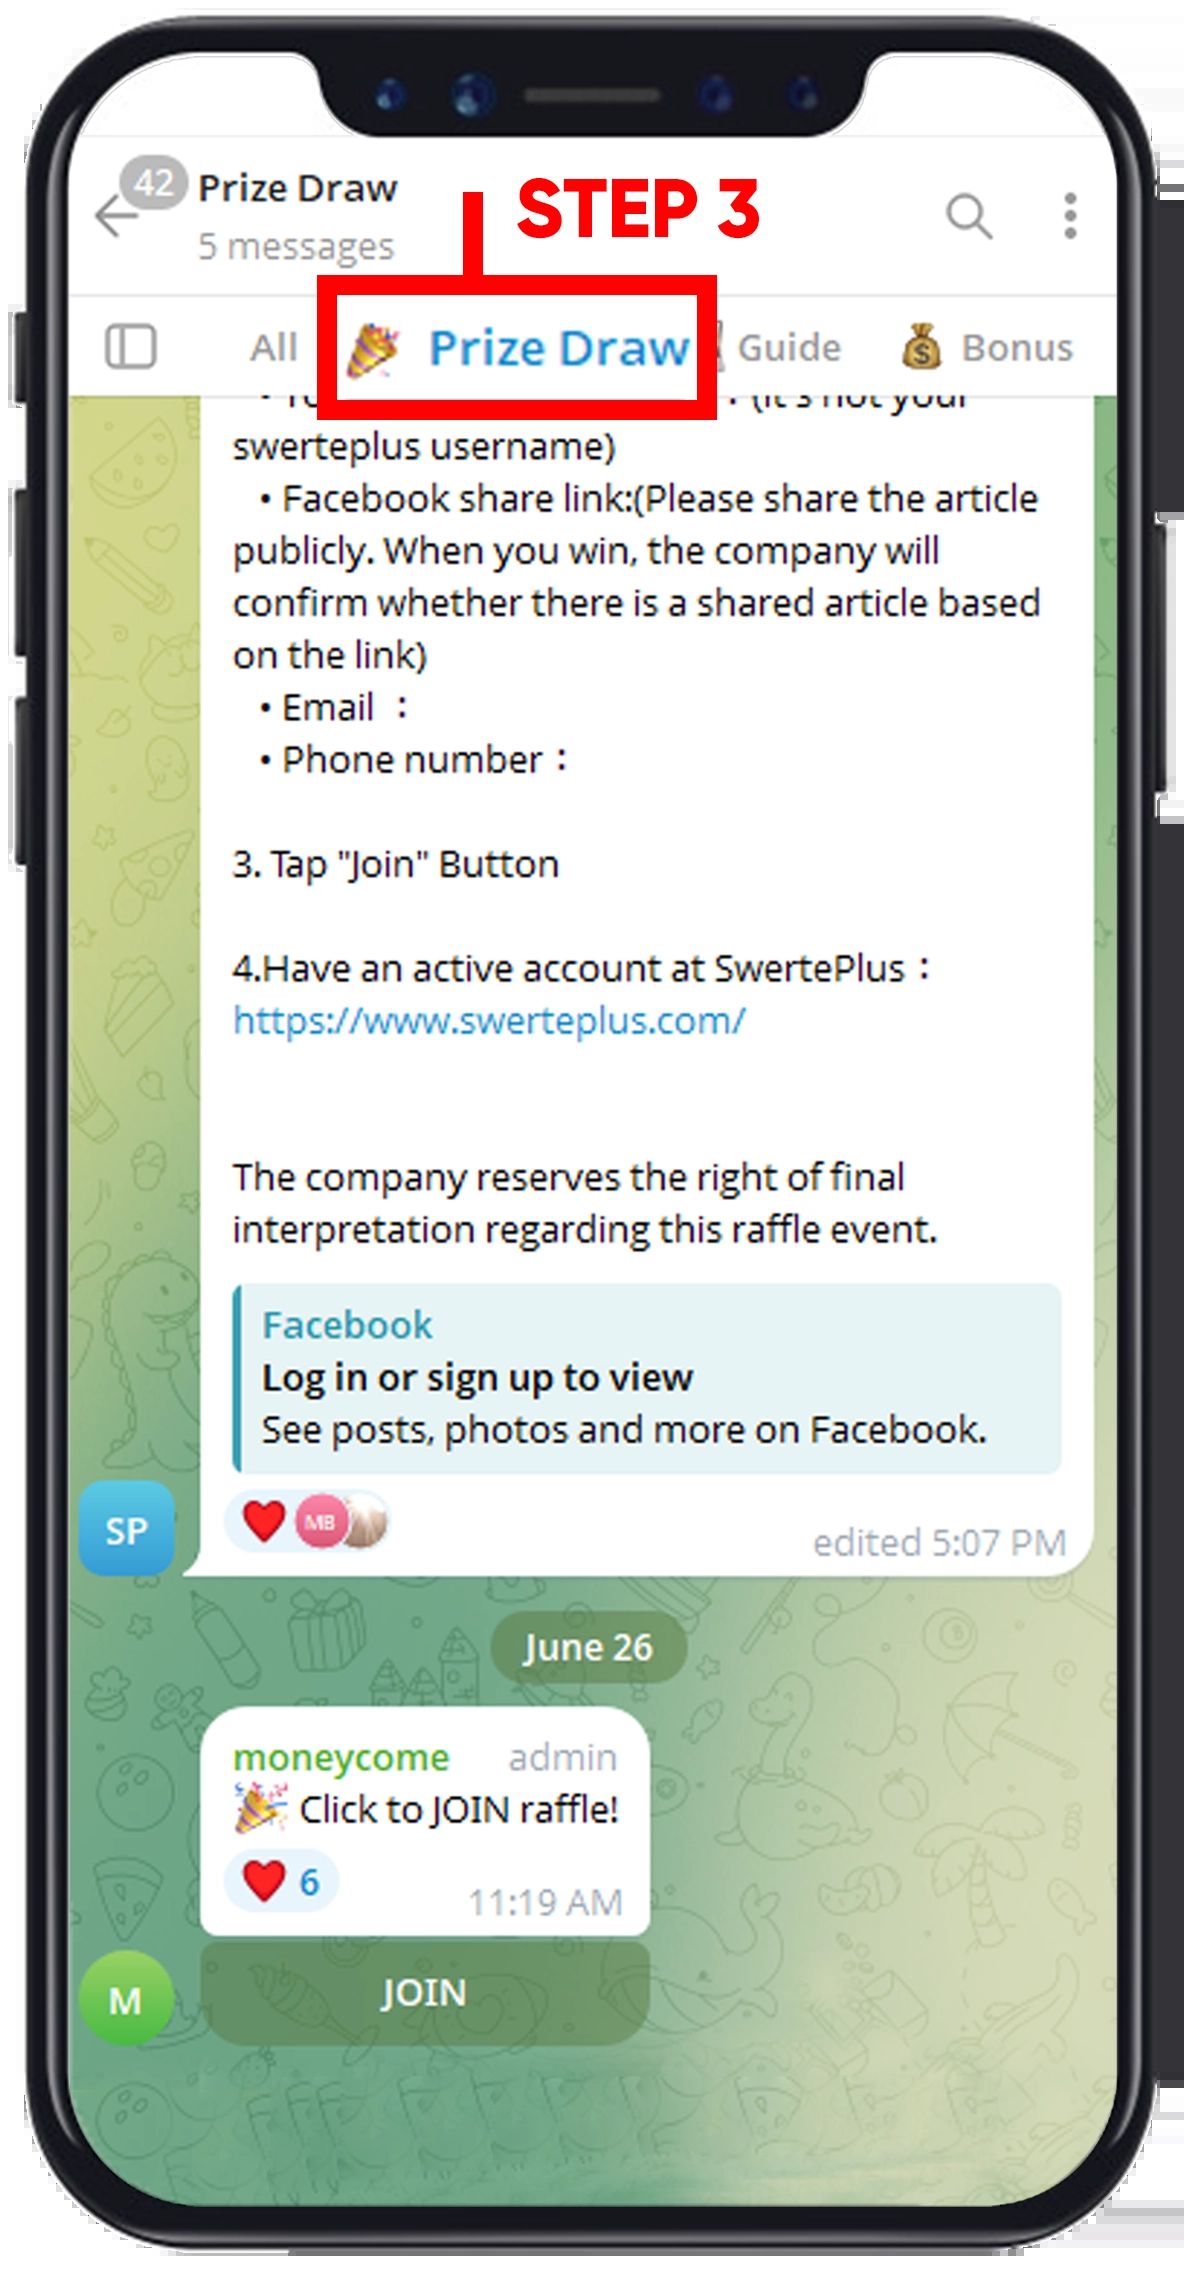 42
Prize Draw
5 messages
STEP 3
All Prize Draw Guide Bonus
(it's not your
swerteplus username)
• Facebook share link:(Please share the article
publicly. When you win, the company will
confirm whether there is a shared article based
on the link)
• Email :
• Phone number :
3. Tap "Join" Button
4.Have an active account at SwertePlus :
https://www.swerteplus.com/
The company reserves the right of final
interpretation regarding this raffle event.
Facebook
Log in or sign up to view
See posts, photos and more on Facebook.
MB
SP
edited 5:07 PM
June 26
moneycome admin
Click to JOIN raffle!
6
11:19 AM
M
JOIN